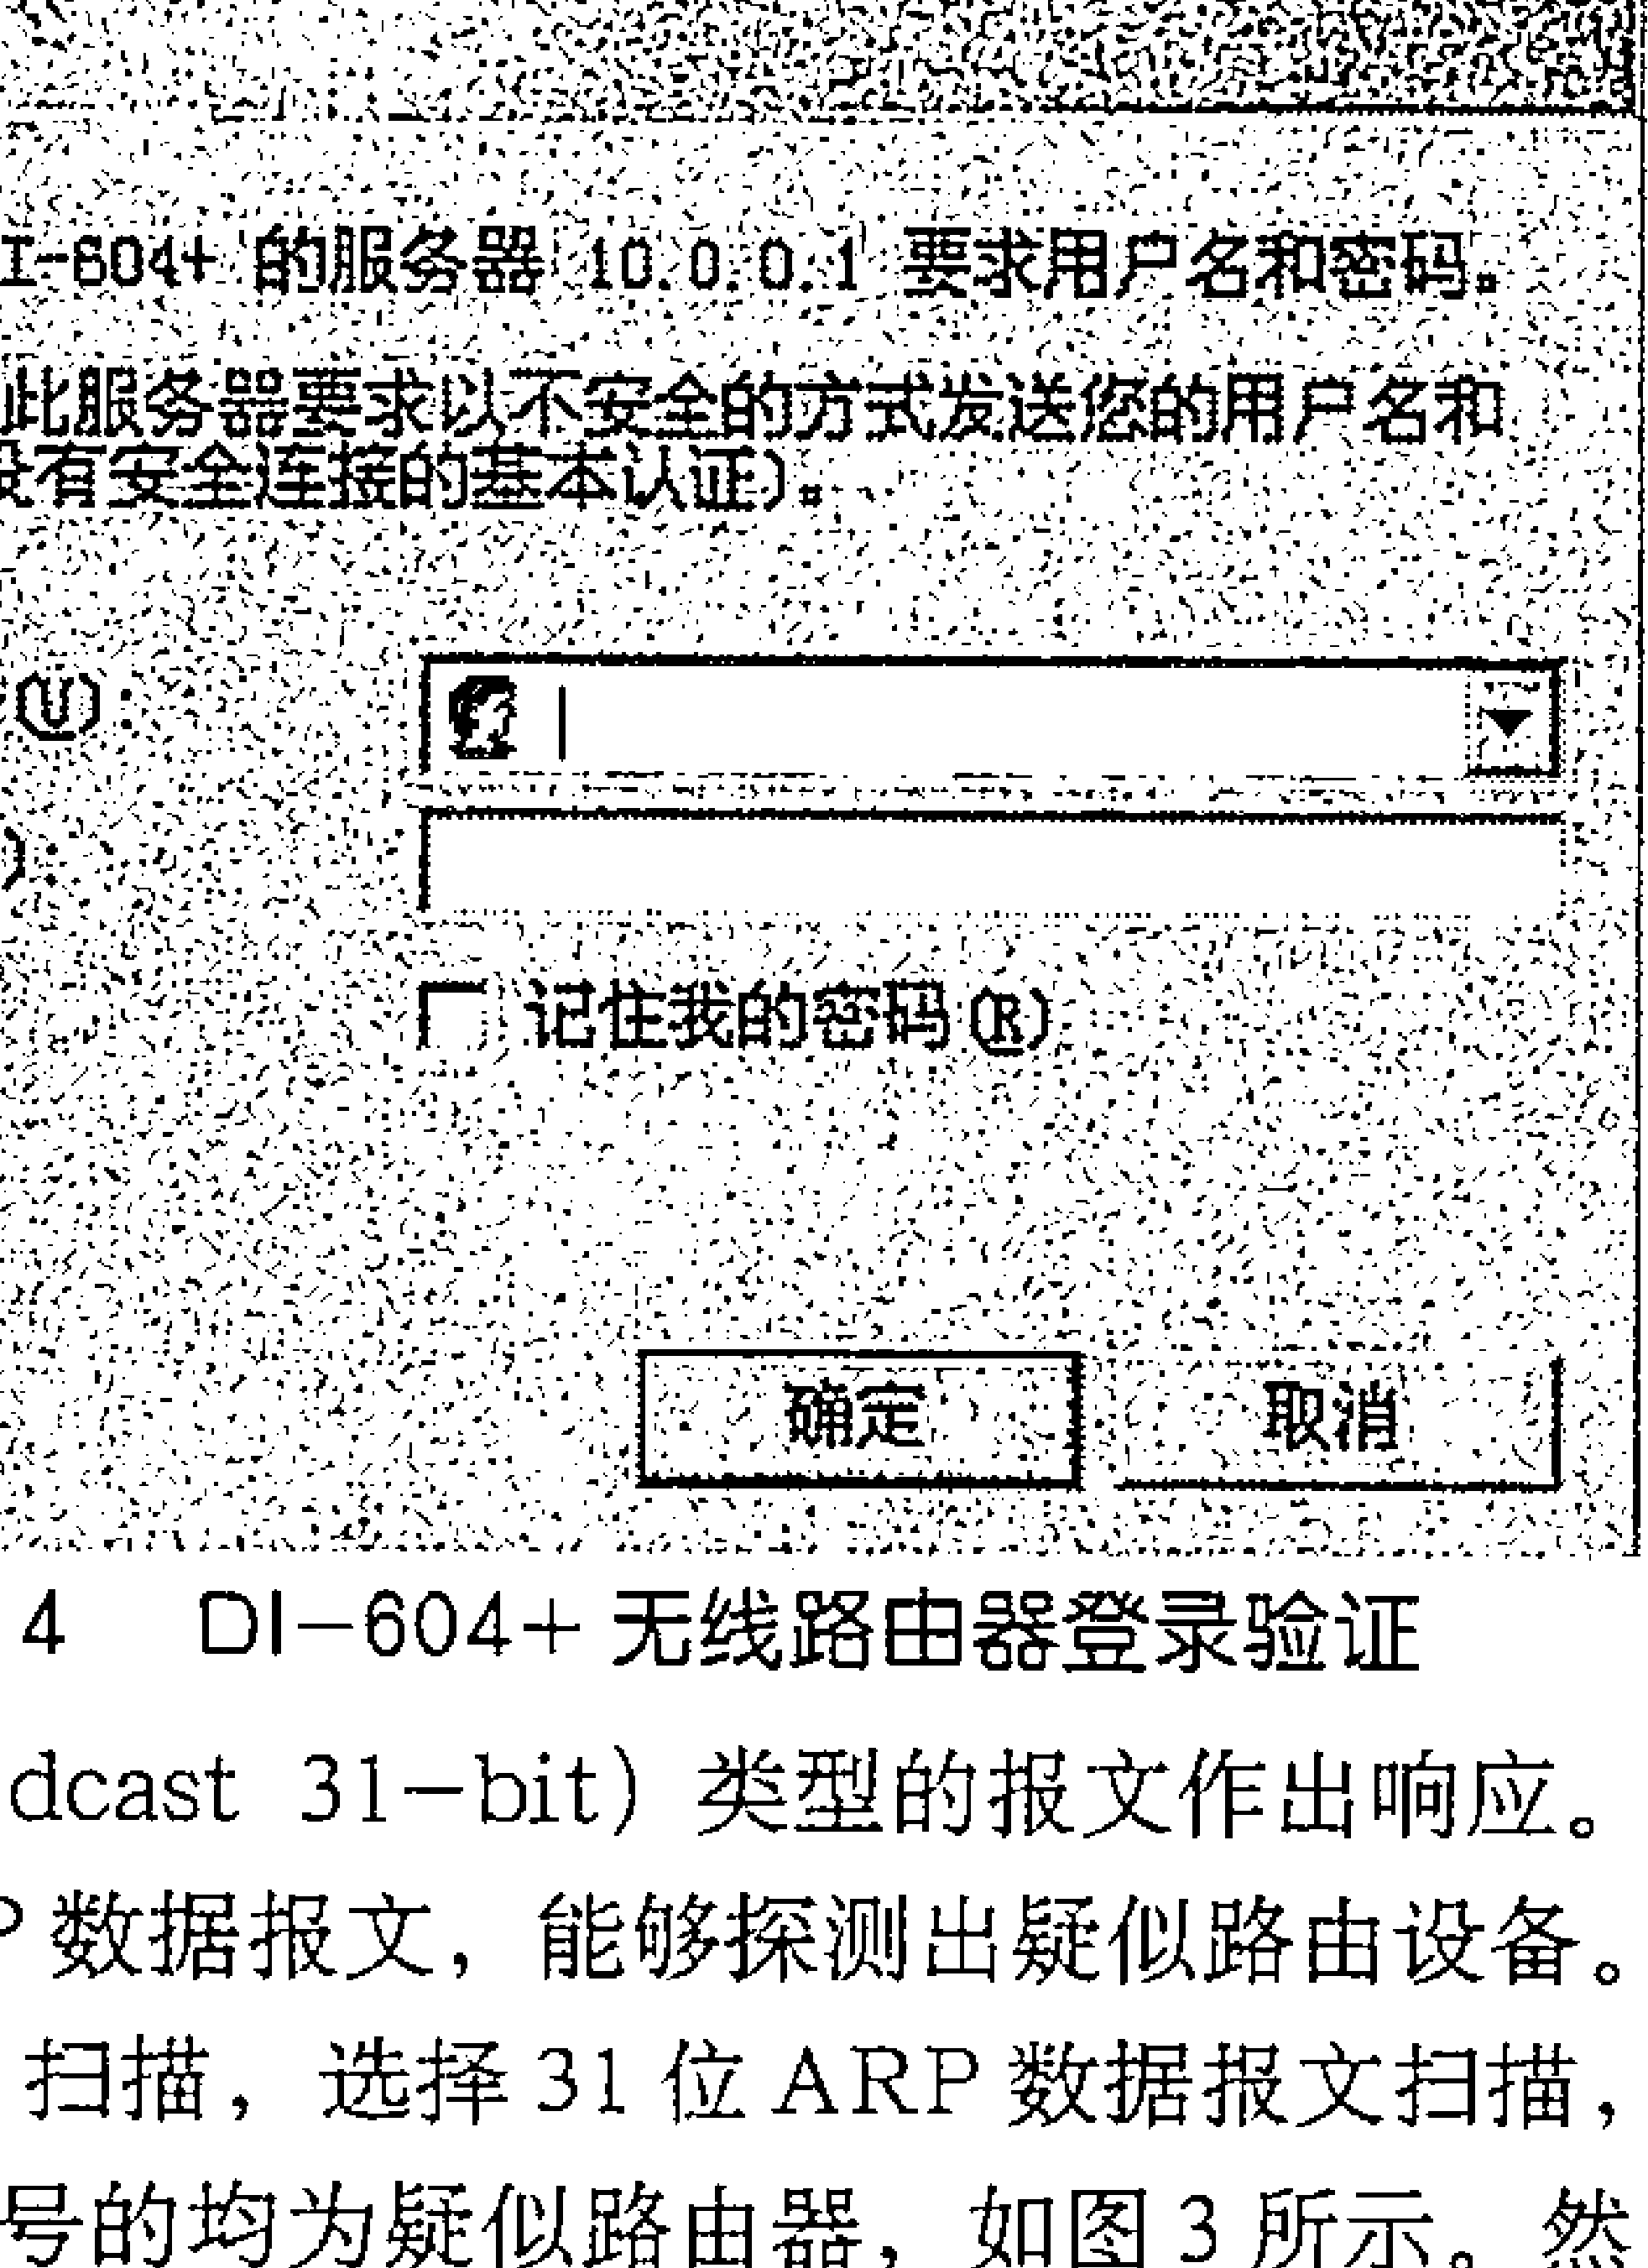 I-604+ 的服务器 10.0.0.1 要求用户名和密码。
此服务器要求以不安全的方式发送您的用户名和
没有安全连接的基本认证)。
(U):
):
记住我的密码(R)
确定 取消
4 DI-604+无线路由器登录验证
dcast 31-bit) 类型的报文作出响应。
P 数据报文，能够探测出疑似路由设备。
扫描，选择 31 位 ARP 数据报文扫描，
号的均为疑似路由器，如图 3 所示。然